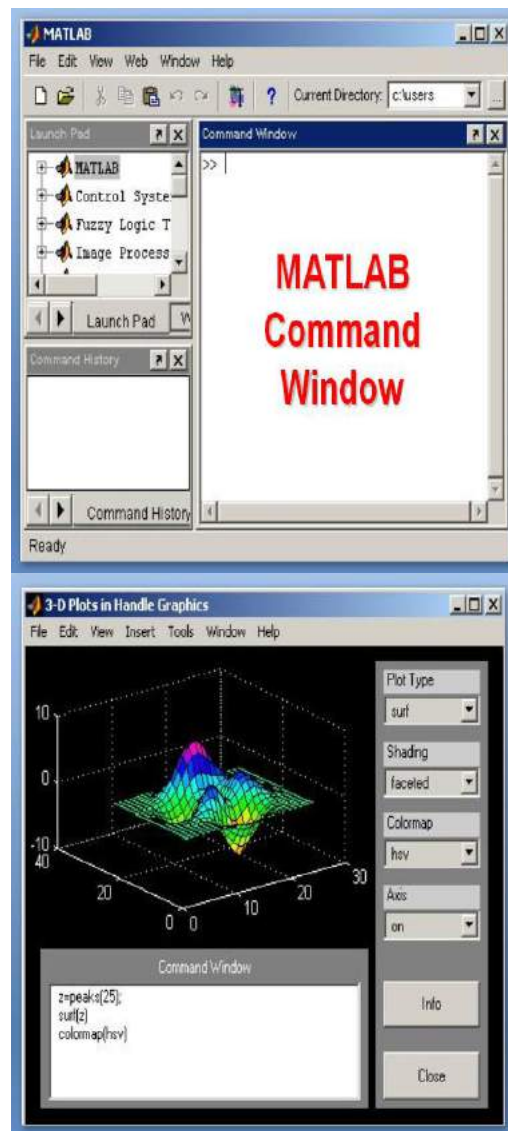 MATLAB
File Edit View Web Window Help
? Current Directory: c:\users ...
Launch Pad
MATLAB
Control Syste
Fuzzy Logic T
Image Process
Launch Pad W
Command History
Command History
Command Window
>>
MATLAB
Command
Window
Ready
3-D Plots in Handle Graphics
File Edit View Insert Tools Window Help
10
0
-10
40
20
0
0
10
20
30
Plot Type
surf
Shading
faceted
Colormap
hsv
Axis
on
Info
Close
Command Window
z=peaks(25);
surf(z)
colormap(hsv)